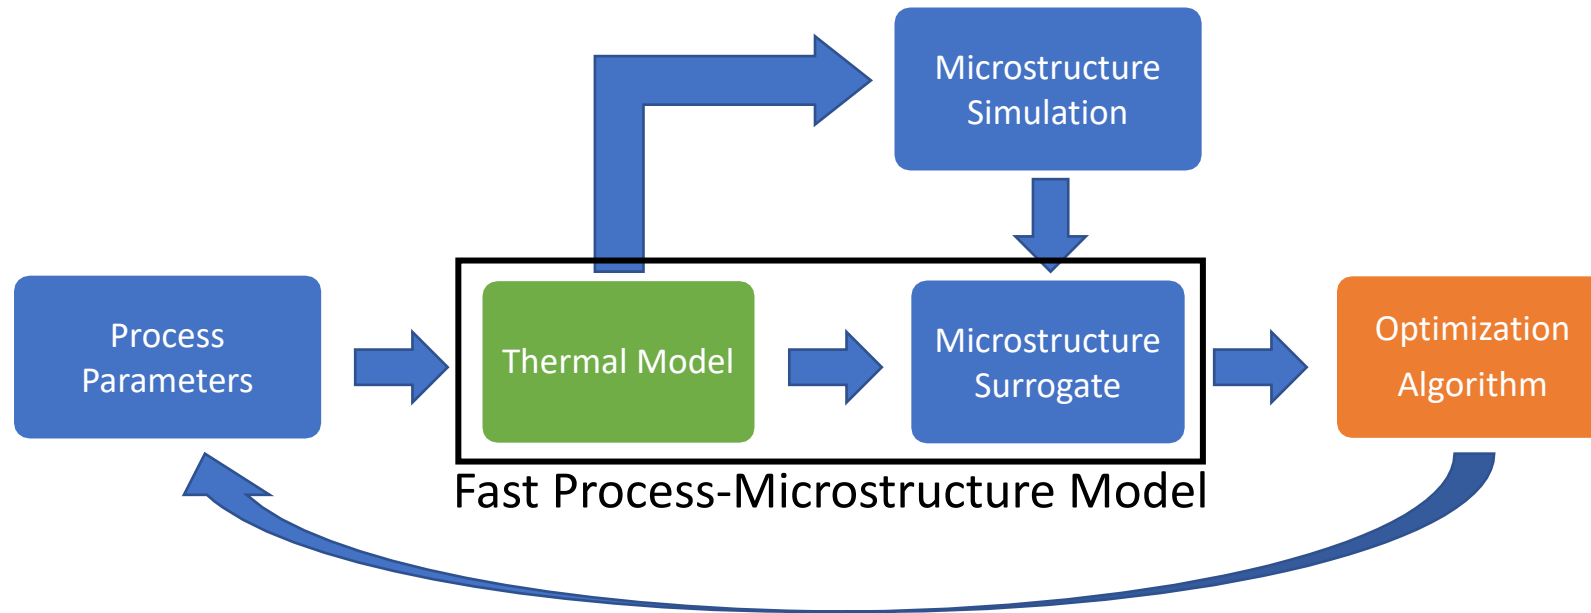 Microstructure
Simulation
Process
Parameters
Thermal Model
Microstructure
Surrogate
Optimization
Algorithm
Fast Process-Microstructure Model